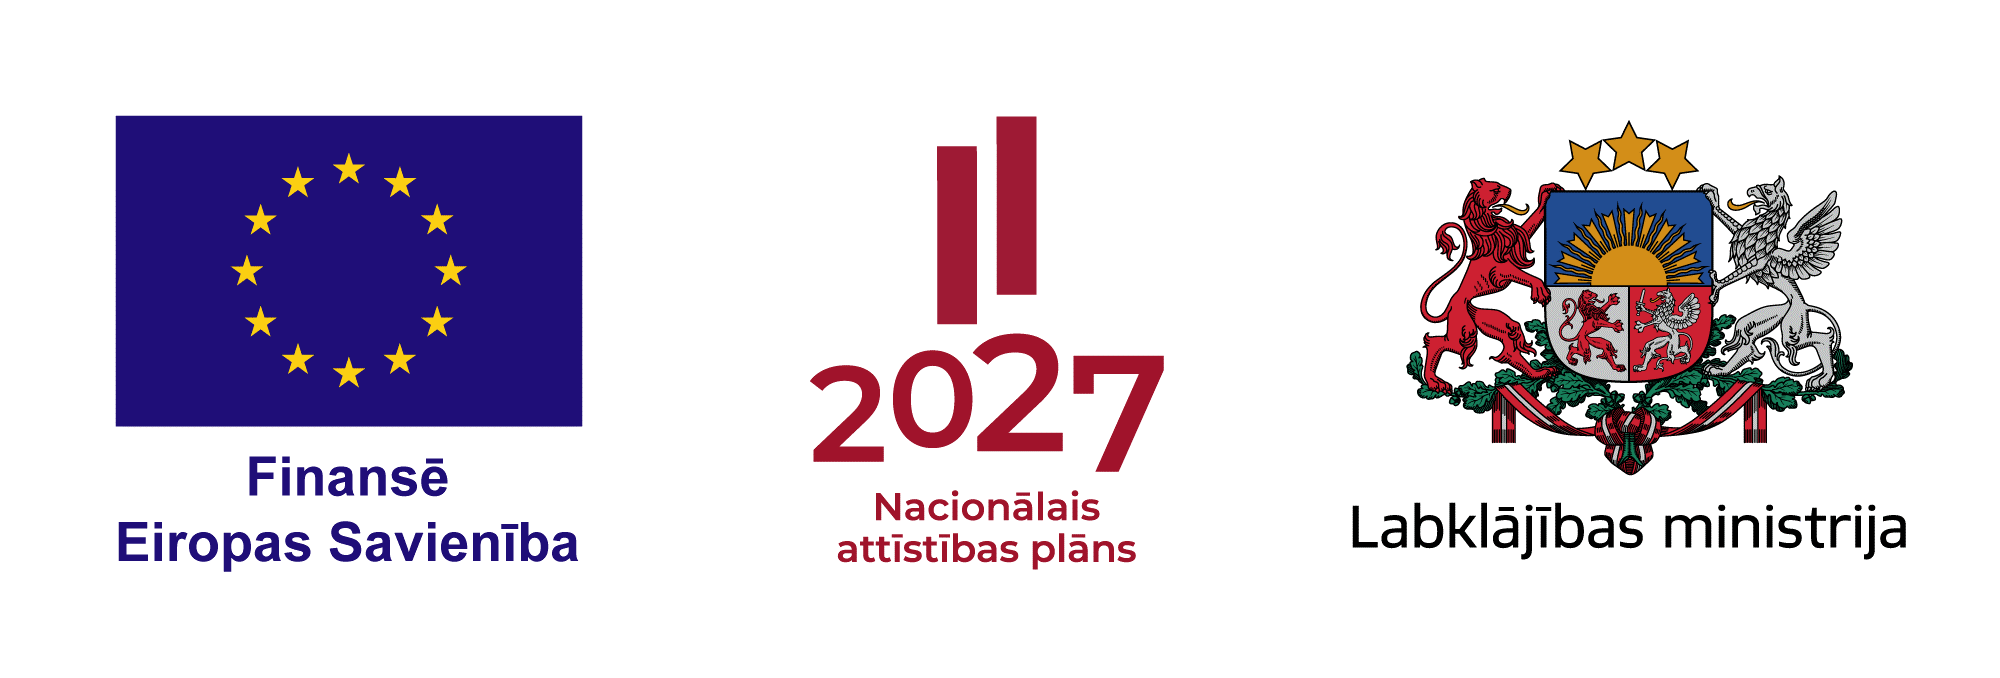 Finansē
Eiropas Savienība
2027
Nacionālais
attīstības plāns
Labklājības ministrija